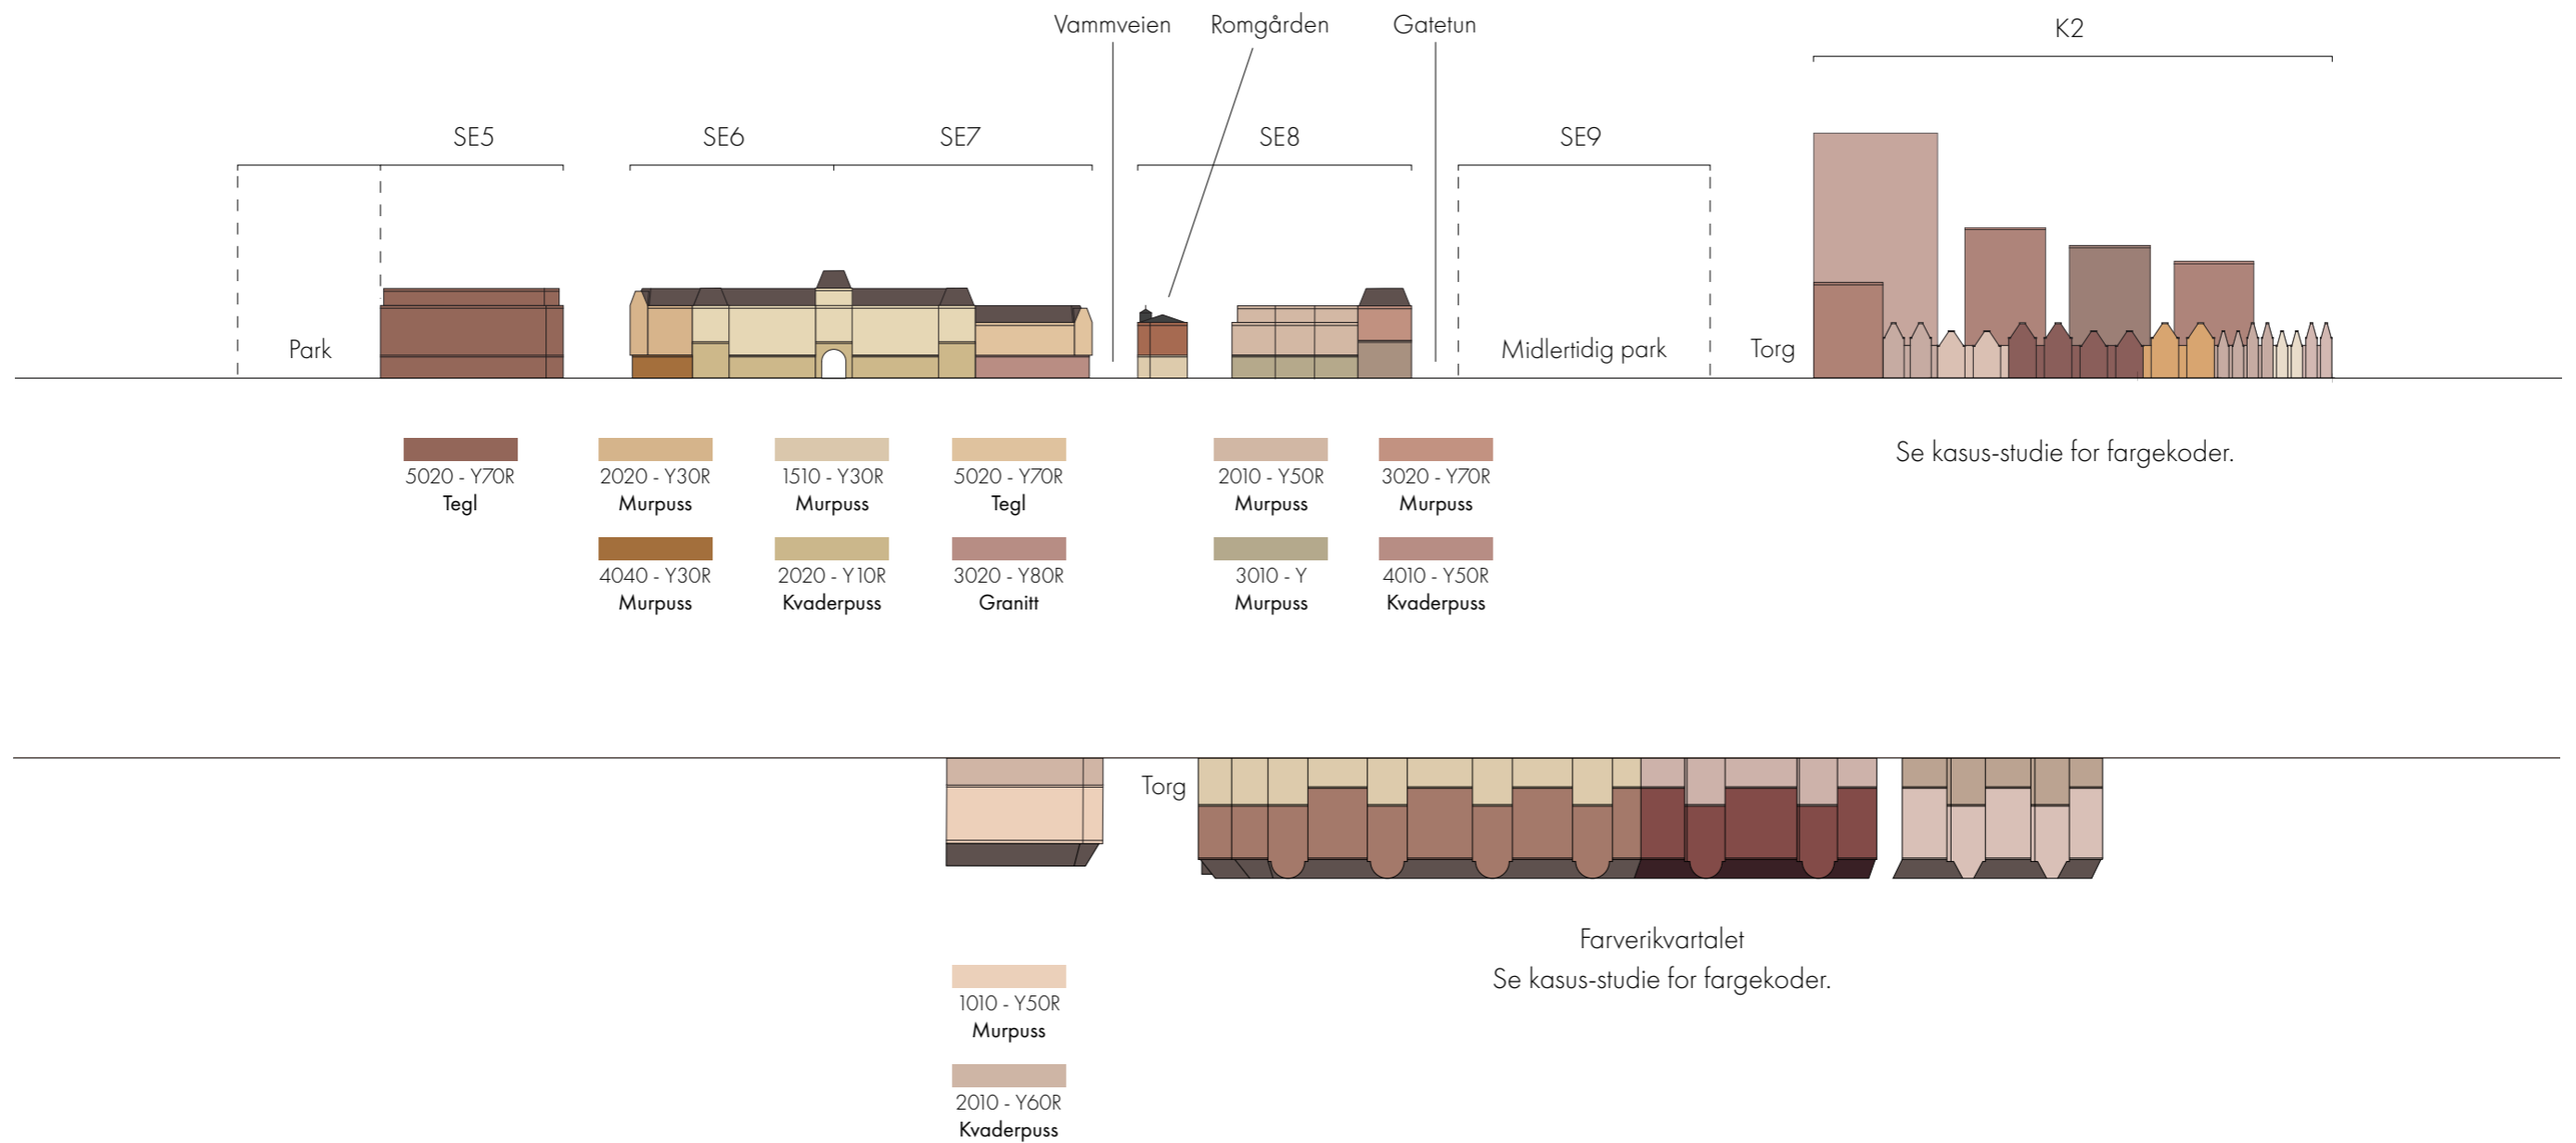 Vammveien Romgården Gatetun K2
SE5 SE6 SE7 SE8 SE9
Park Midlertidig park Torg
5020 - Y70R 2020 - Y30R 1510 - Y30R 5020 - Y70R 2010 - Y50R 3020 - Y70R
Tegl Murpuss Murpuss Tegl Murpuss Murpuss
Se kasus-studie for fargekoder.
4040 - Y30R 2020 - Y10R 3020 - Y80R 3010 - Y 4010 - Y50R
Murpuss Kvaderpuss Granitt Murpuss Kvaderpuss
Torg
Farverikvartalet
Se kasus-studie for fargekoder.
1010 - Y50R
Murpuss
2010 - Y60R
Kvaderpuss